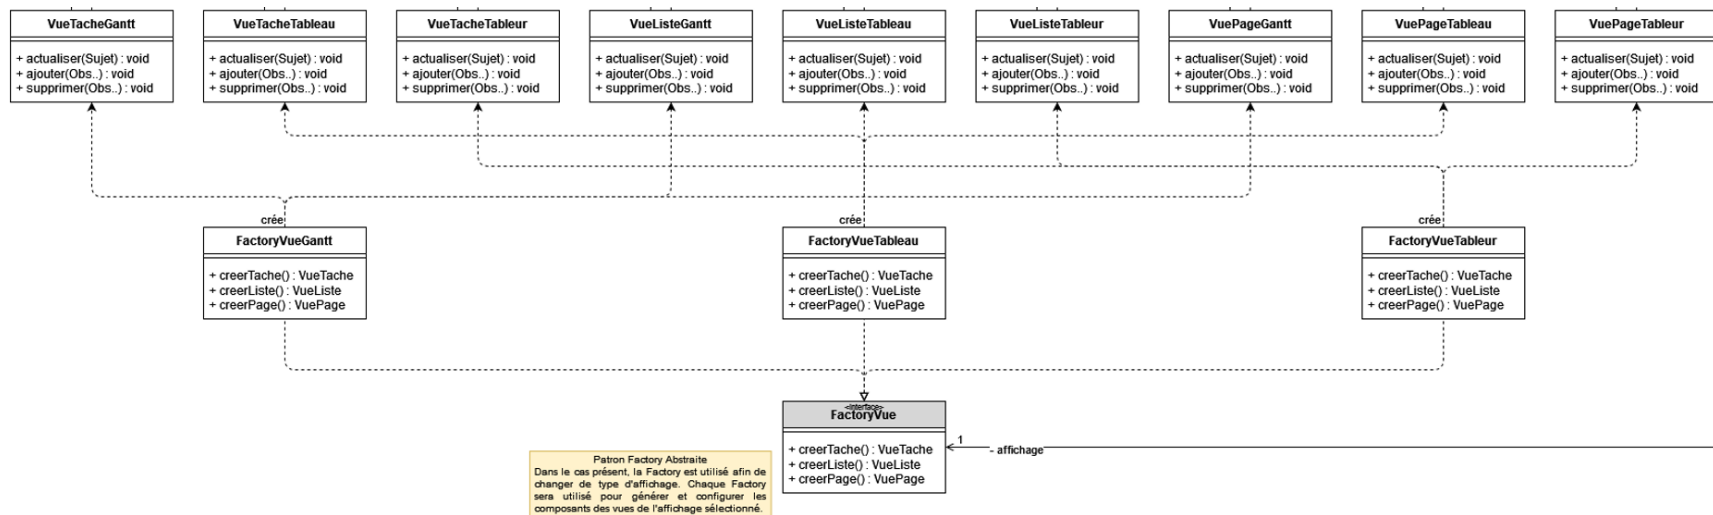 VueTacheGantt
+ actualiser(Sujet) : void
+ ajouter(Obs..) : void
+ supprimer(Obs..) : void
VueTacheTableau
+ actualiser(Sujet) : void
+ ajouter(Obs..) : void
+ supprimer(Obs..) : void
VueTacheTableur
+ actualiser(Sujet) : void
+ ajouter(Obs..) : void
+ supprimer(Obs..) : void
VueListeGantt
+ actualiser(Sujet) : void
+ ajouter(Obs..) : void
+ supprimer(Obs..) : void
VueListeTableau
+ actualiser(Sujet) : void
+ ajouter(Obs..) : void
+ supprimer(Obs..) : void
VueListeTableur
+ actualiser(Sujet) : void
+ ajouter(Obs..) : void
+ supprimer(Obs..) : void
VuePageGantt
+ actualiser(Sujet) : void
+ ajouter(Obs..) : void
+ supprimer(Obs..) : void
VuePageTableau
+ actualiser(Sujet) : void
+ ajouter(Obs..) : void
+ supprimer(Obs..) : void
VuePageTableur
+ actualiser(Sujet) : void
+ ajouter(Obs..) : void
+ supprimer(Obs..) : void
crée
FactoryVueGantt
+ creerTache() : VueTache
+ creerListe() : VueListe
+ creerPage() : VuePage
crée
FactoryVueTableau
+ creerTache() : VueTache
+ creerListe() : VueListe
+ creerPage() : VuePage
crée
FactoryVueTableur
+ creerTache() : VueTache
+ creerListe() : VueListe
+ creerPage() : VuePage
<interface>
FactoryVue
+ creerTache() : VueTache
+ creerListe() : VueListe
+ creerPage() : VuePage
1
- affichage
Patron Factory Abstraite
Dans le cas présent, la Factory est utilisé afin de
changer de type d'affichage. Chaque Factory
sera utilisé pour générer et configurer les
composants des vues de l'affichage sélectionné.